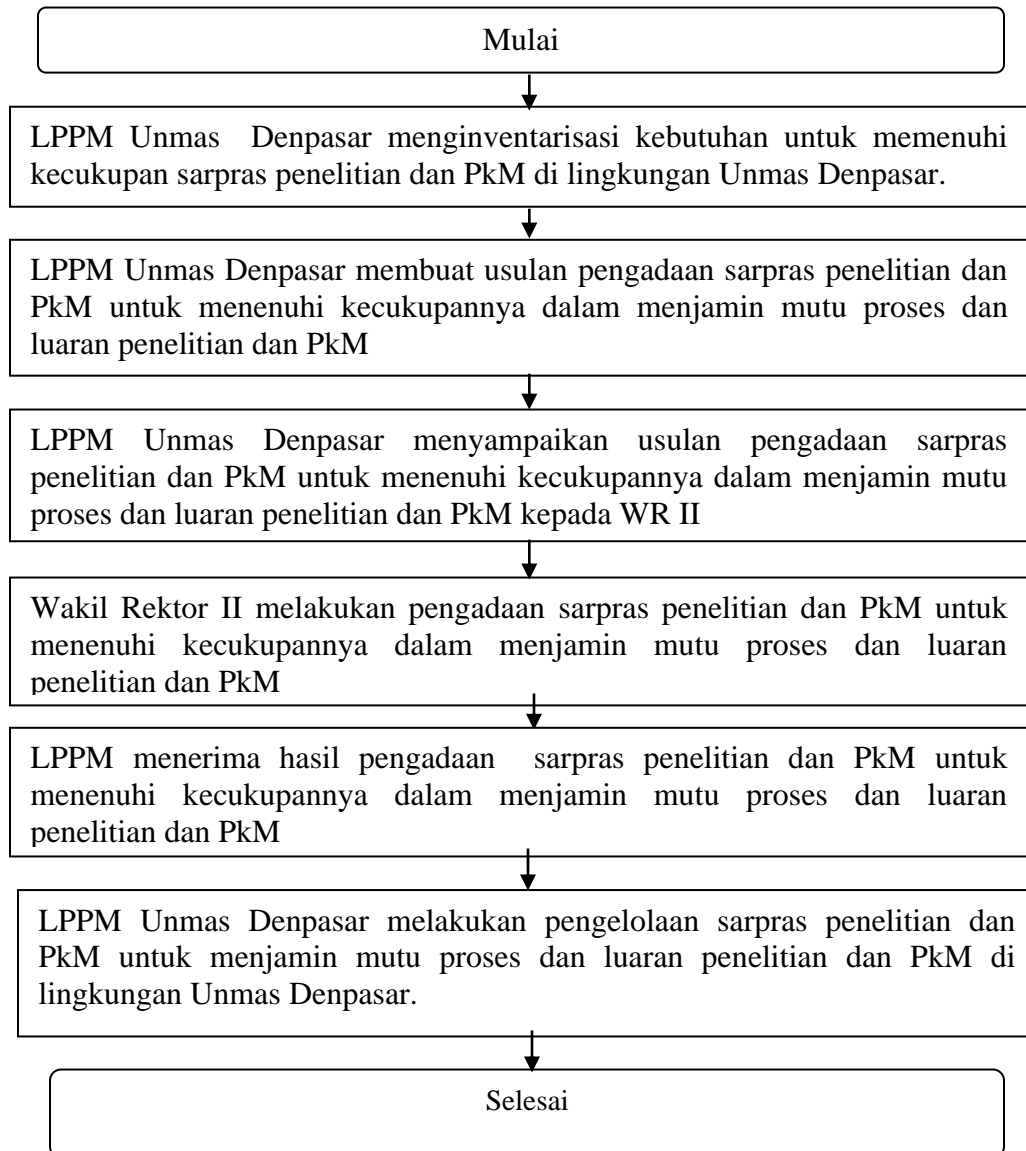 Mulai
LPPM Unmas Denpasar menginventarisasi kebutuhan untuk memenuhi
kecukupan sarpras penelitian dan PkM di lingkungan Unmas Denpasar.
LPPM Unmas Denpasar membuat usulan pengadaan sarpras penelitian dan
PkM untuk menenuhi kecukupannya dalam menjamin mutu proses dan
luaran penelitian dan PkM
LPPM Unmas Denpasar menyampaikan usulan pengadaan sarpras
penelitian dan PkM untuk menenuhi kecukupannya dalam menjamin mutu
proses dan luaran penelitian dan PkM kepada WR II
Wakil Rektor II melakukan pengadaan sarpras penelitian dan PkM untuk
menenuhi kecukupannya dalam menjamin mutu proses dan luaran
penelitian dan PkM
LPPM menerima hasil pengadaan sarpras penelitian dan PkM untuk
menenuhi kecukupannya dalam menjamin mutu proses dan luaran
penelitian dan PkM
LPPM Unmas Denpasar melakukan pengelolaan sarpras penelitian dan
PkM untuk menjamin mutu proses dan luaran penelitian dan PkM di
lingkungan Unmas Denpasar.
Selesai